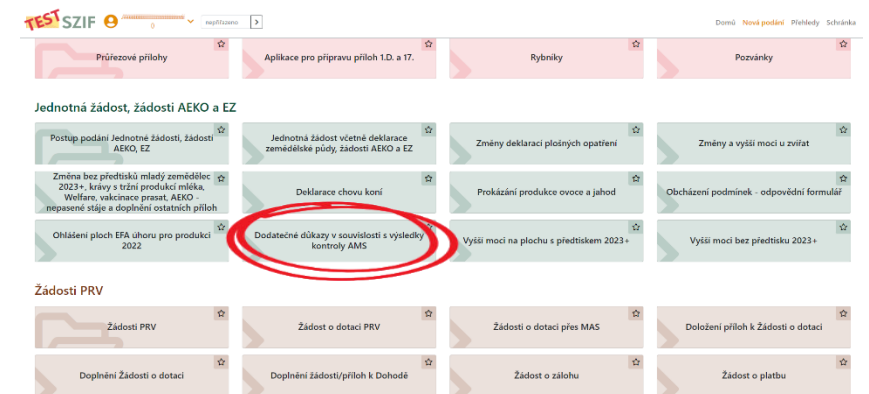 TEST SZIF
0
nepřiřazeno
Domů Nová podání Přehledy Schránka
Průřezové přílohy
Aplikace pro přípravu příloh 1.D. a 17.
Rybníky
Pozvánky
Jednotná žádost, žádosti AEKO a EZ
Postup podání Jednotné žádosti, žádosti
AEKO, EZ
Jednotná žádost včetně deklarace
zemědělské půdy, žádosti AEKO a EZ
Změny deklarací plošných opatření
Změny a vyšší moci u zvířat
Změna bez předtisků mladý zemědělec
2023+, krávy s tržní produkcí mléka,
Welfare, vakcinace prasat, AEKO -
nepasené stáje a doplnění ostatních příloh
Deklarace chovu koní
Prokázání produkce ovoce a jahod
Obcházení podmínek - odpovědní formulář
Ohlášení ploch EFA úhoru pro produkci
2022
Dodatečné důkazy v souvislosti s výsledky
kontroly AMS
Vyšší moci na plochu s předtiskem 2023+
Vyšší moci bez předtisku 2023+
Žádosti PRV
Žádosti PRV
Žádost o dotaci PRV
Žádosti o dotaci přes MAS
Doložení příloh k Žádosti o dotaci
Doplnění Žádosti o dotaci
Doplnění žádosti/příloh k Dohodě
Žádost o zálohu
Žádost o platbu